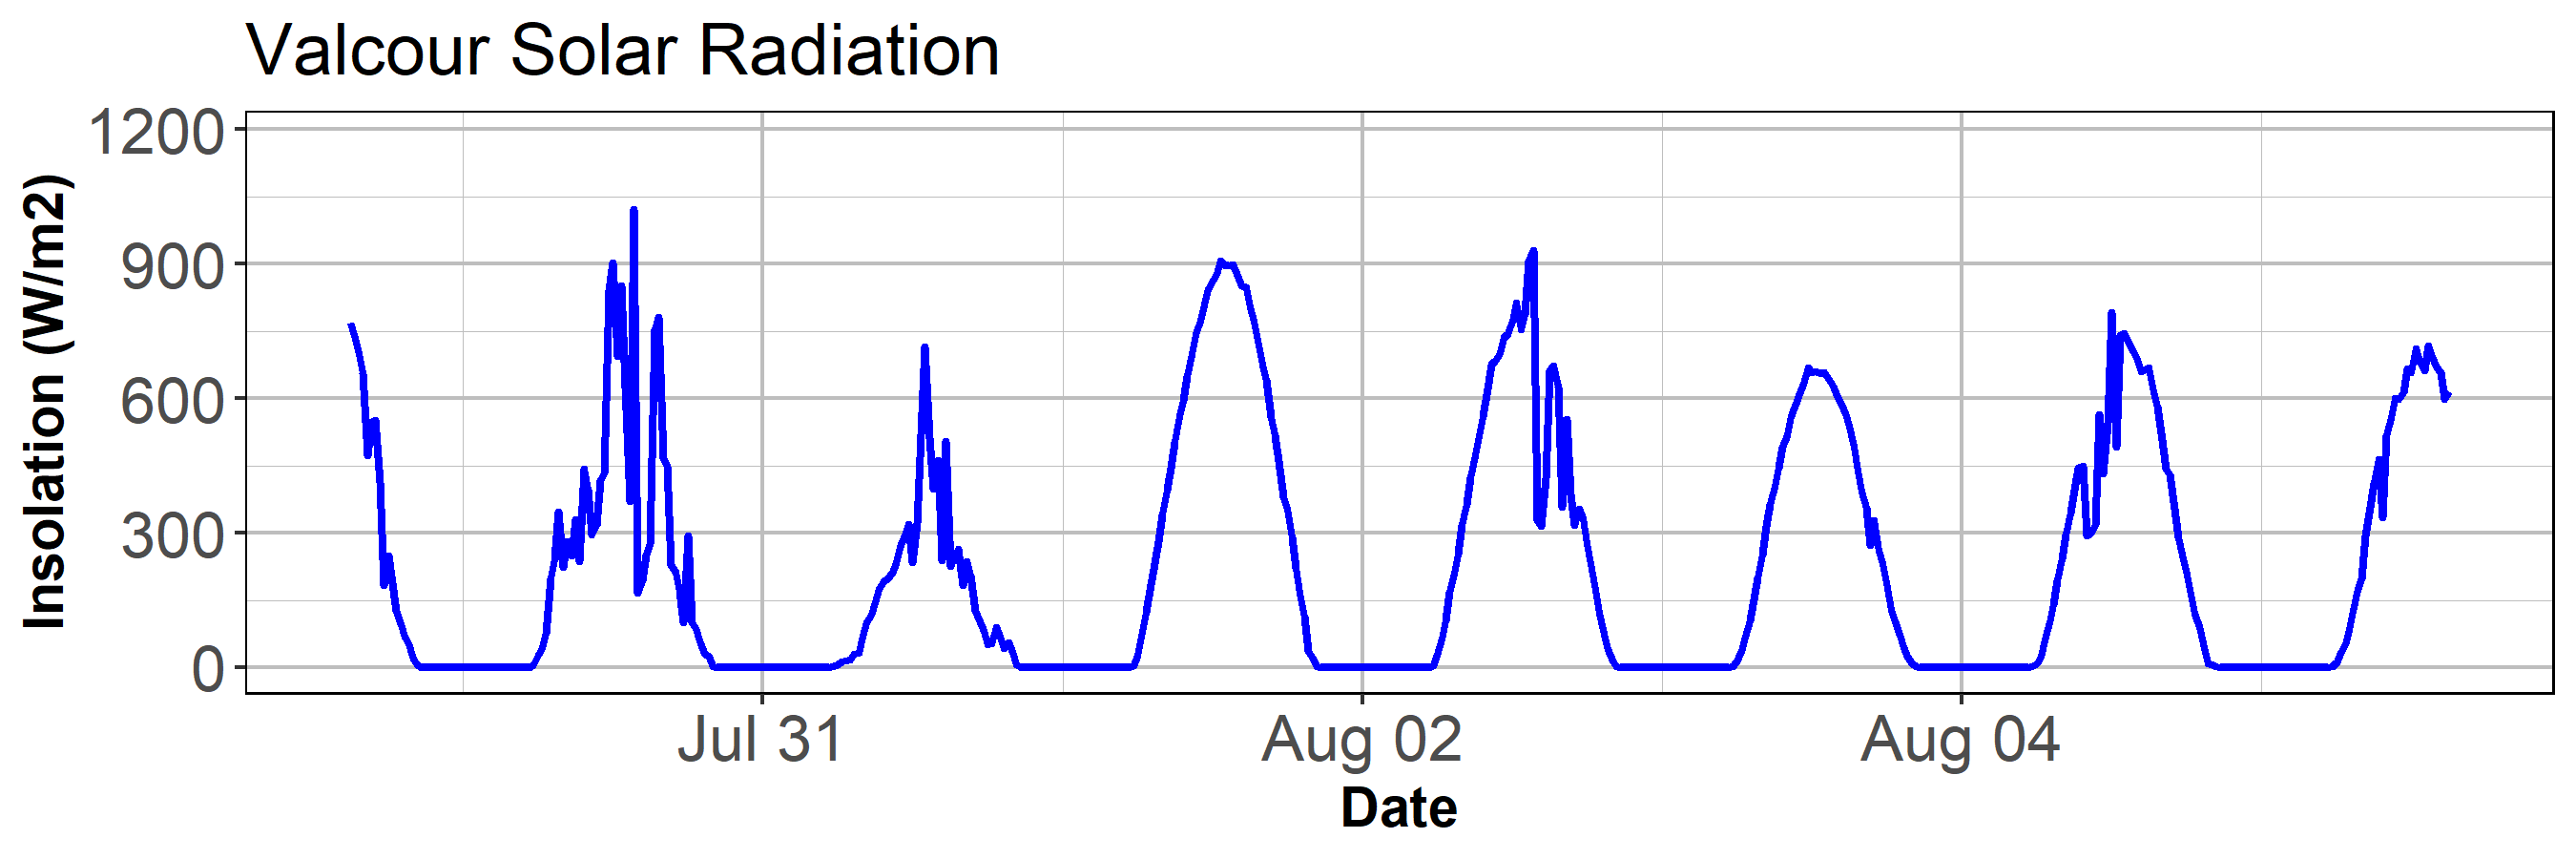 Valcour Solar Radiation
1200
900
600
300
0
Insolation (W/m2)
Jul 31
Aug 02
Aug 04
Date